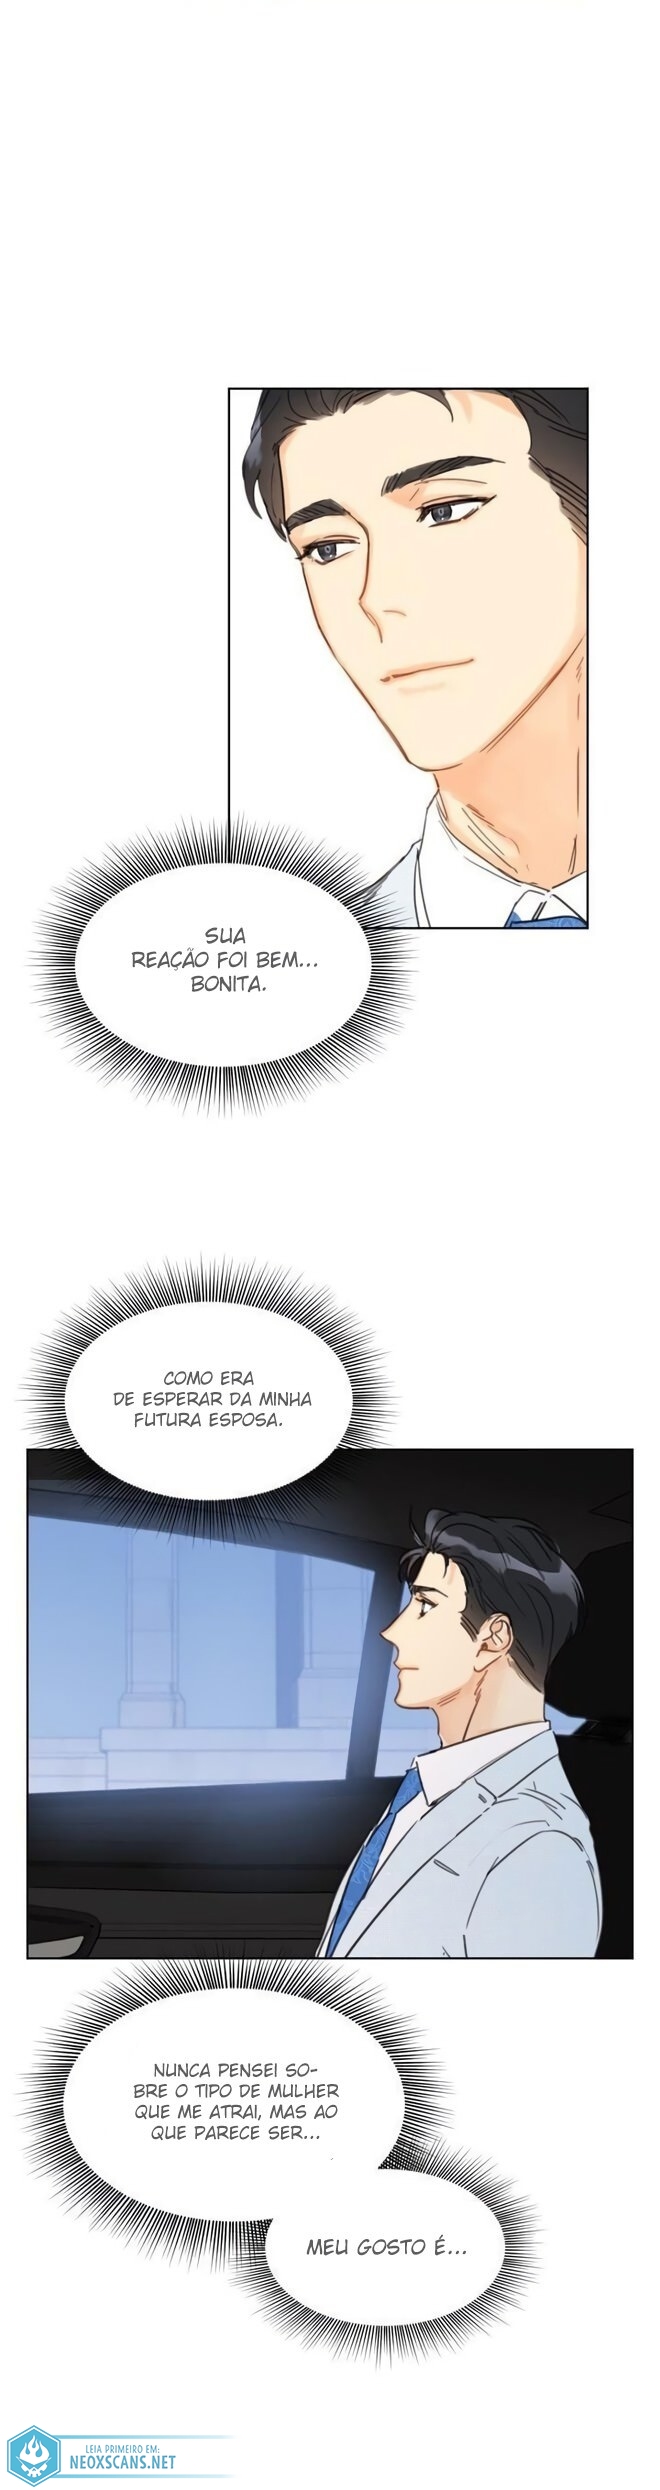 SUA
REAÇÃO FOI BEM...
BONITA.
COMO ERA
DE ESPERAR DA MINHA
FUTURA ESPOSA.
NUNCA PENSEI SO-
BRE O TIPO DE MULHER
QUE ME ATRAI, MAS AO
QUE PARECE SER...
MEU GOSTO É...
LEIA PRIMEIRO EM:
NEOXSCANS.NET